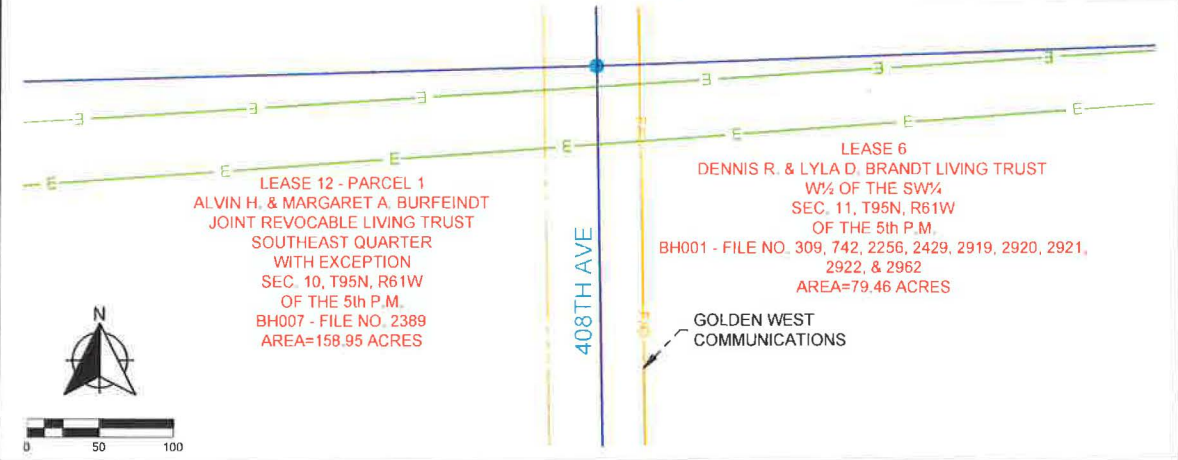 E E E E E E
E E E E E E E
LEASE 12 - PARCEL 1
ALVIN H. & MARGARET A. BURFEINDT
JOINT REVOCABLE LIVING TRUST
SOUTHEAST QUARTER
WITH EXCEPTION
SEC. 10, T95N, R61W
OF THE 5th P.M.
BH007 - FILE NO. 2389
AREA=158.95 ACRES
408TH AVE
LEASE 6
DENNIS R. & LYLA D. BRANDT LIVING TRUST
W½ OF THE SW¼
SEC. 11, T95N, R61W
OF THE 5th P.M.
BH001 - FILE NO. 309, 742, 2256, 2429, 2919, 2920, 2921,
2922, & 2962
AREA=79.46 ACRES
GOLDEN WEST
COMMUNICATIONS
N
0 50 100